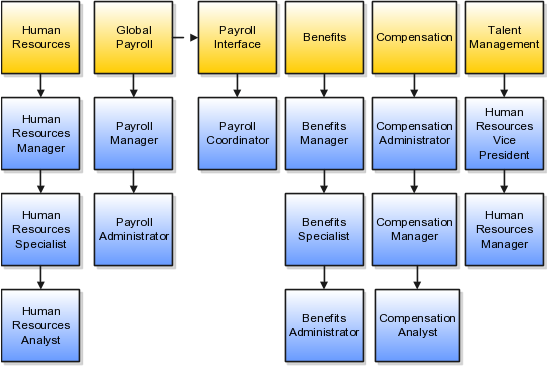 Human
Resources
Global
Payroll
Payroll
Interface
Benefits
Compensation
Talent
Management
Human
Resources
Manager
Payroll
Manager
Payroll
Coordinator
Benefits
Manager
Compensation
Administrator
Human
Resources
Vice
President
Human
Resources
Specialist
Payroll
Administrator
Benefits
Specialist
Compensation
Manager
Human
Resources
Manager
Human
Resources
Analyst
Benefits
Administrator
Compensation
Analyst